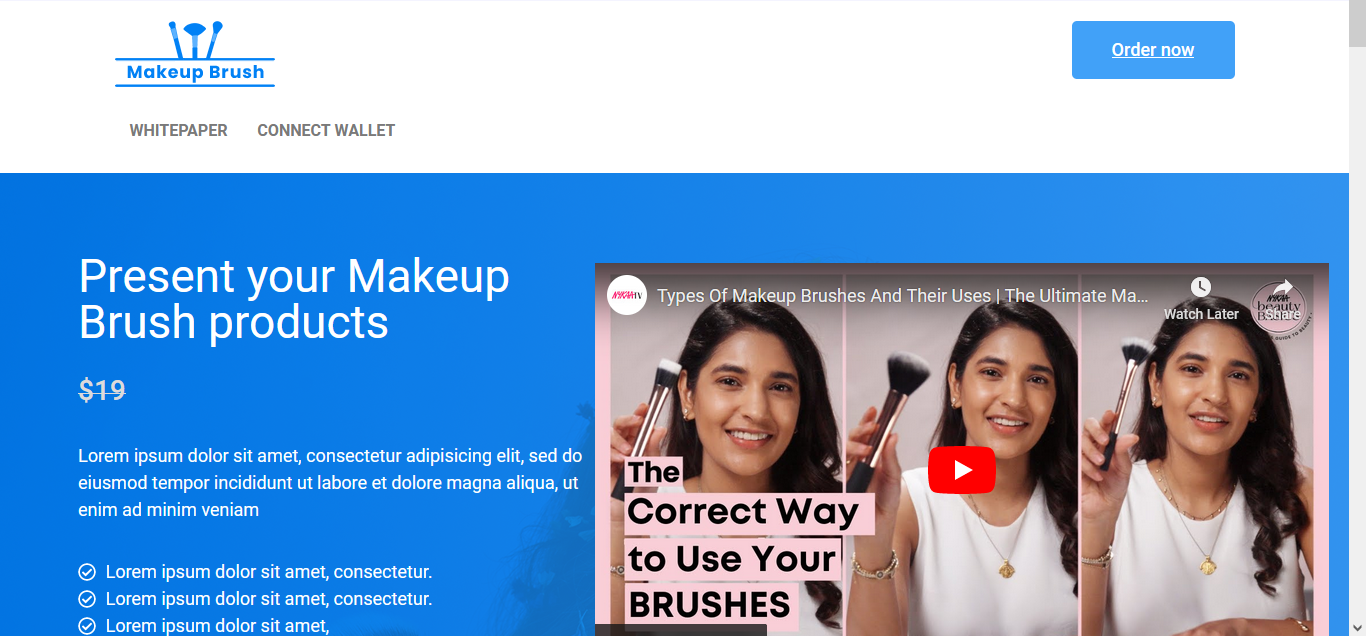 Makeup Brush
Order now
WHITEPAPER CONNECT WALLET
Present your Makeup
Brush products
$19
Lorem ipsum dolor sit amet, consectetur adipisicing elit, sed do
eiusmod tempor incididunt ut labore et dolore magna aliqua, ut
enim ad minim veniam
Lorem ipsum dolor sit amet, consectetur.
Lorem ipsum dolor sit amet, consectetur.
Lorem ipsum dolor sit amet,
Types Of Makeup Brushes And Their Uses | The Ultimate Ma...
Watch Later
Share
The
Correct Way
to Use Your
BRUSHES